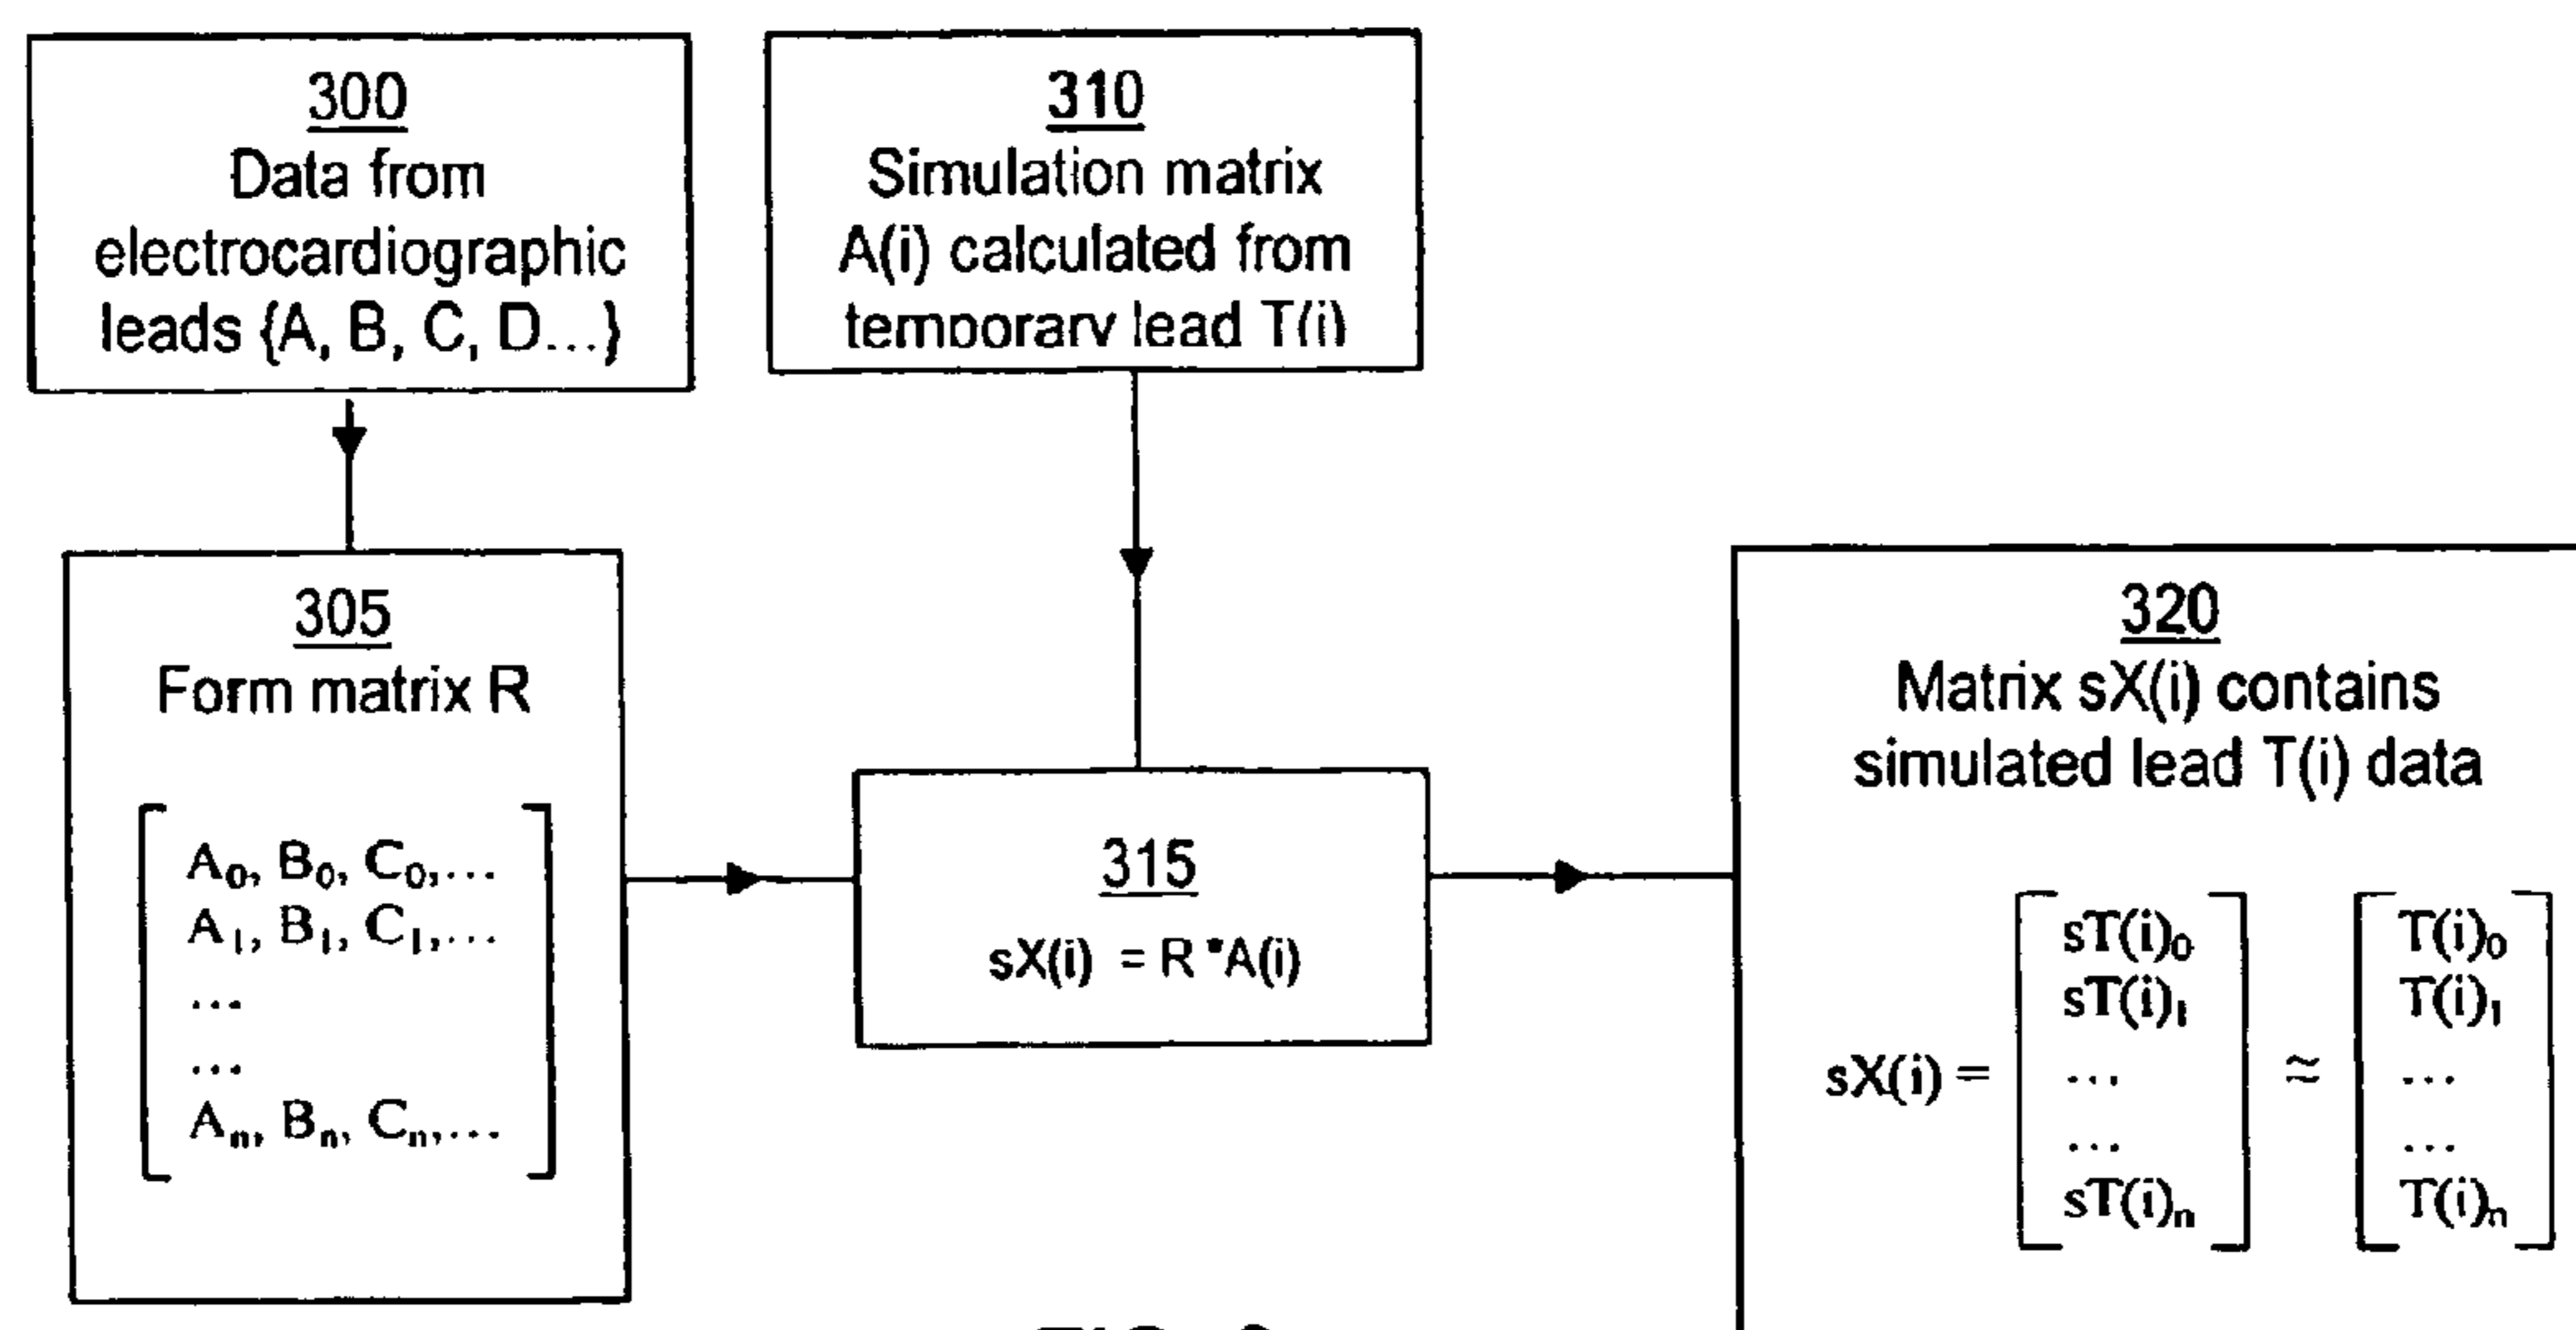 300
Data from
electrocardiographic
leads {A, B, C, D...}
310
Simulation matrix
A(i) calculated from
temporary lead T(i)
305
Form matrix R
A₀, B₀, C₀,...
A₁, B₁, C₁,...
...
...
Aₙ, Bₙ, Cₙ,...
315
sX(i) = R *A(i)
320
Matrix sX(i) contains
simulated lead T(i) data
sX(i) =
sT(i)₀
sT(i)₁
...
...
sT(i)ₙ
≈
T(i)₀
T(i)₁
...
...
T(i)ₙ